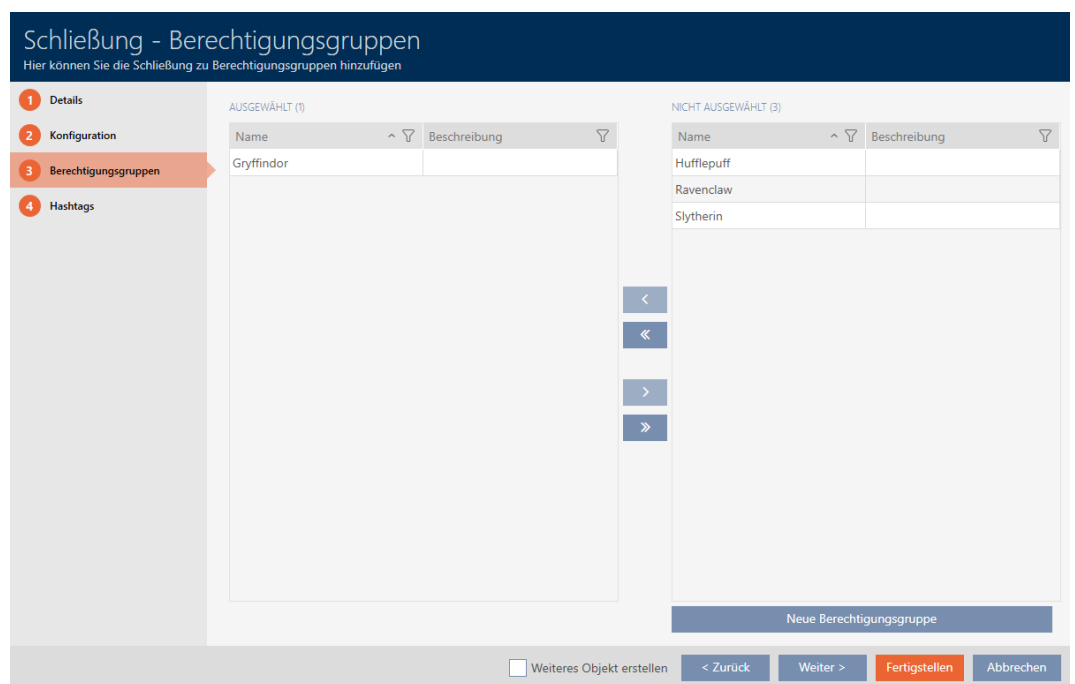 Schließung - Berechtigungsgruppen
Hier können Sie die Schließung zu Berechtigungsgruppen hinzufügen
1 Details
2 Konfiguration
3 Berechtigungsgruppen
4 Hashtags
AUSGEWÄHLT (1)
Name Beschreibung
Gryffindor
NICHT AUSGEWÄHLT (3)
Name Beschreibung
Hufflepuff
Ravenclaw
Slytherin
Neue Berechtigungsgruppe
Weiteres Objekt erstellen
< Zurück
Weiter >
Fertigstellen
Abbrechen